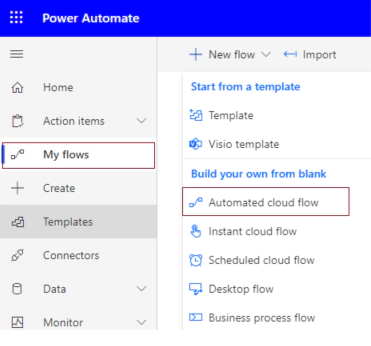 Power Automate
New flow Import
Home
Action items
My flows
Create
Templates
Connectors
Data
Monitor
Start from a template
Template
Visio template
Build your own from blank
Automated cloud flow
Instant cloud flow
Scheduled cloud flow
Desktop flow
Business process flow